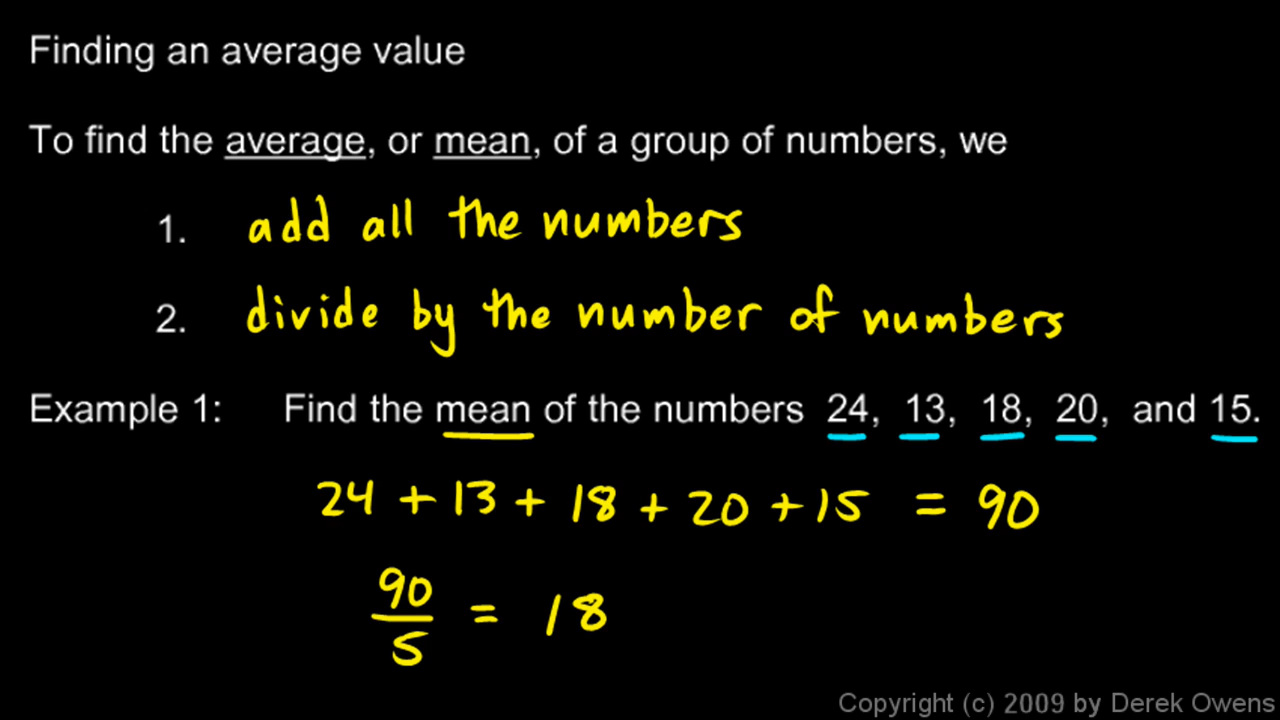 Finding an average value
To find the average, or mean, of a group of numbers, we
1. add all the numbers
2. divide by the number of numbers
Example 1: Find the mean of the numbers 24, 13, 18, 20, and 15.
24 + 13 + 18 + 20 + 15 = 90
90/5 = 18
Copyright (c) 2009 by Derek Owens